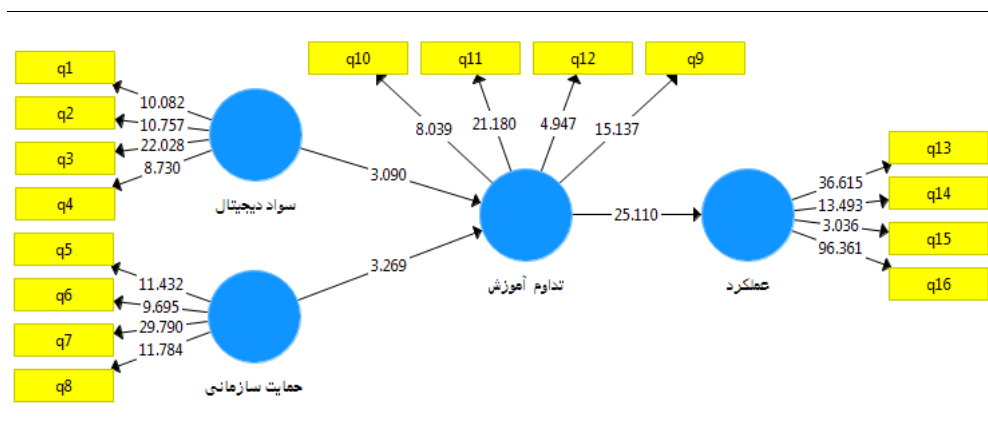 q10
q11
q12
q9
q1
q2
q3
q4
10.082
10.757
22.028
8.730
سواد دیجیتال
3.090
8.039
21.180
4.947
15.137
q5
q6
q7
q8
11.432
9.695
29.790
11.784
حمایت سازمانی
3.269
تداوم آموزش
25.110
عملکرد
36.615
13.493
3.036
96.361
q13
q14
q15
q16